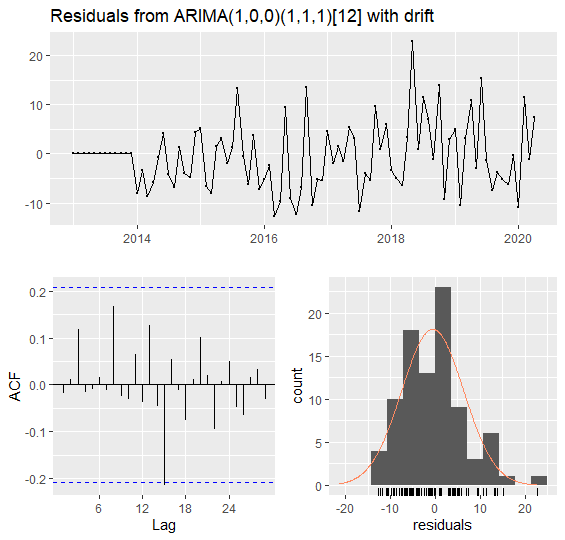 Residuals from ARIMA(1,0,0)(1,1,1)[12] with drift
20
10
0
-10
2014 2016 2018 2020
ACF
0.2
0.1
0.0
-0.1
-0.2
6 12 18 24
Lag
count
20
15
10
5
0
-20 -10 0 10 20
residuals